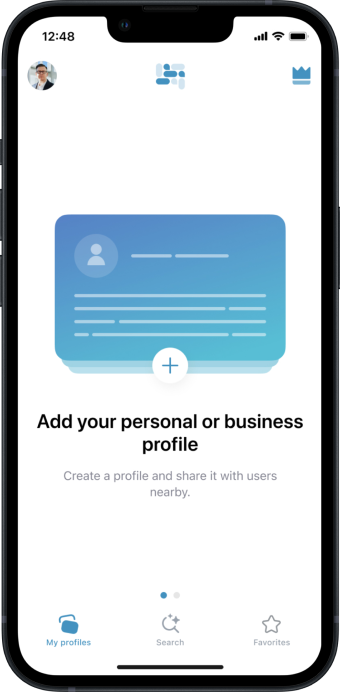 12:48
Add your personal or business
profile
Create a profile and share it with users
nearby.
My profiles
Search
Favorites